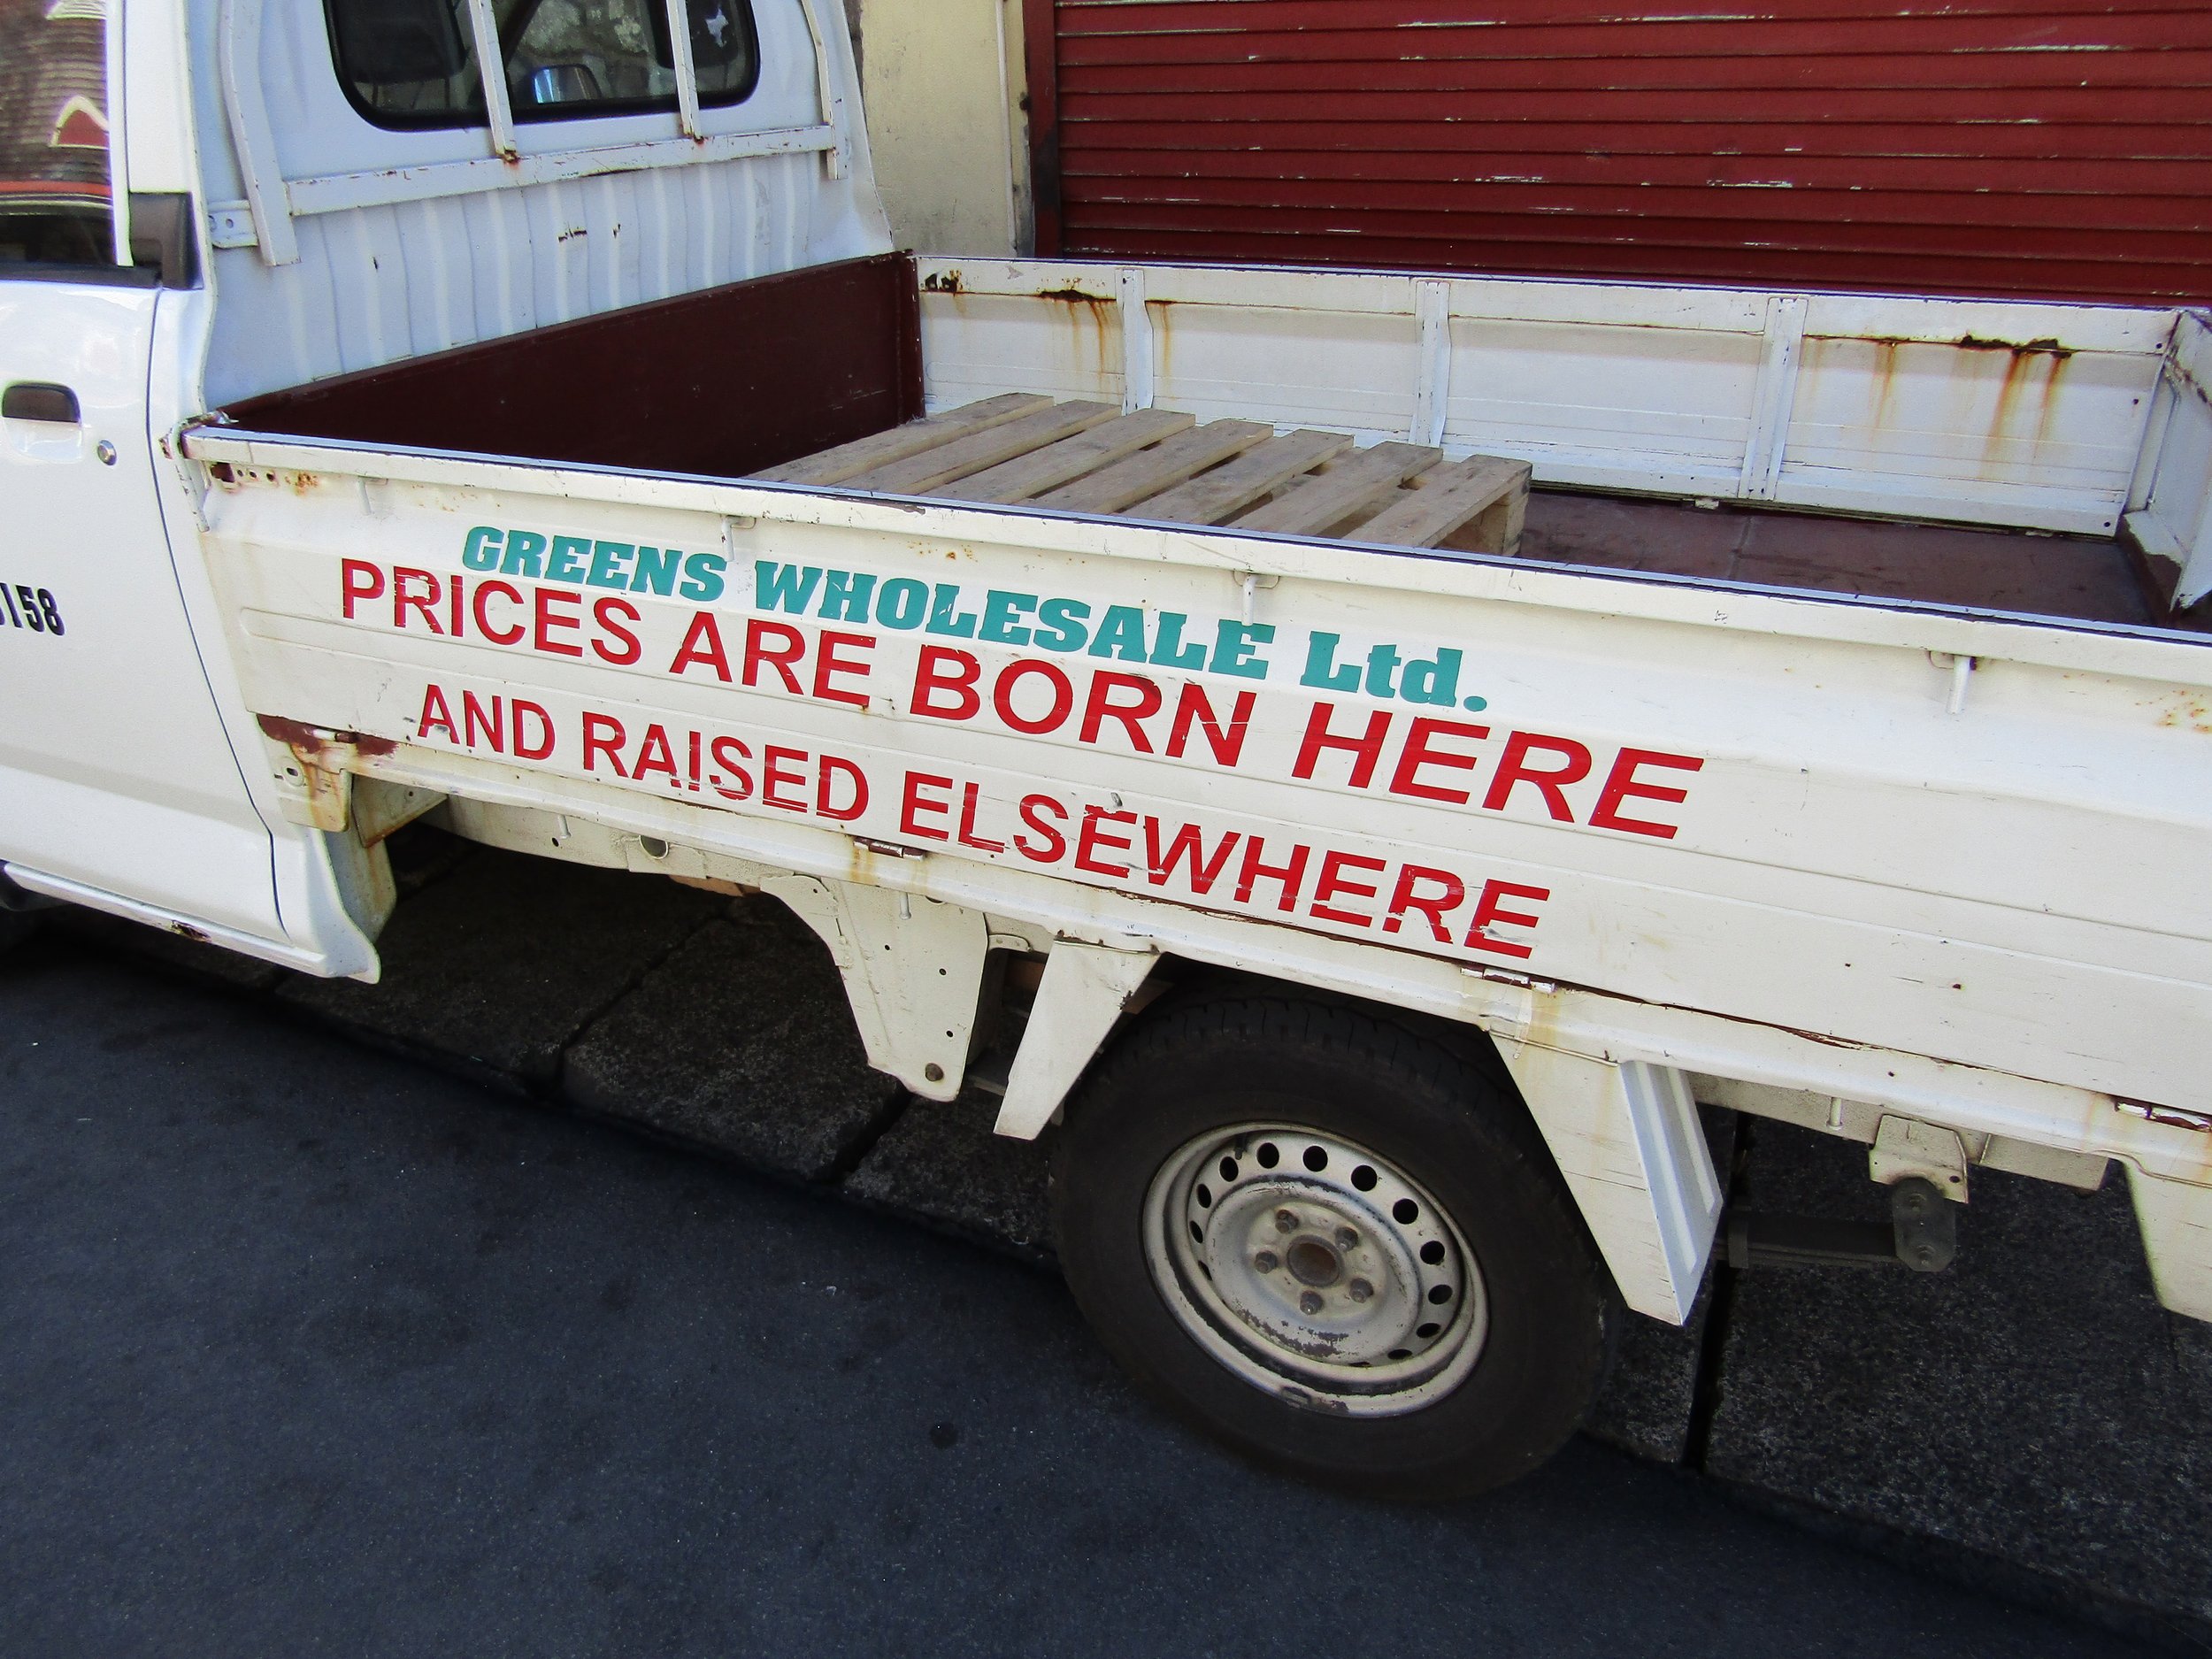 GREENS WHOLESALE Ltd.
PRICES ARE BORN HERE
AND RAISED ELSEWHERE